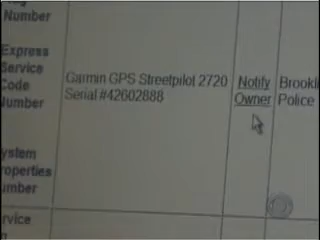 Number
Express
Service
Code
Number
Garmin GPS Streetpilot 2720
Serial #42602888
Notify
Owner
Brookl
Police
ystem
roperties
umber
rvice